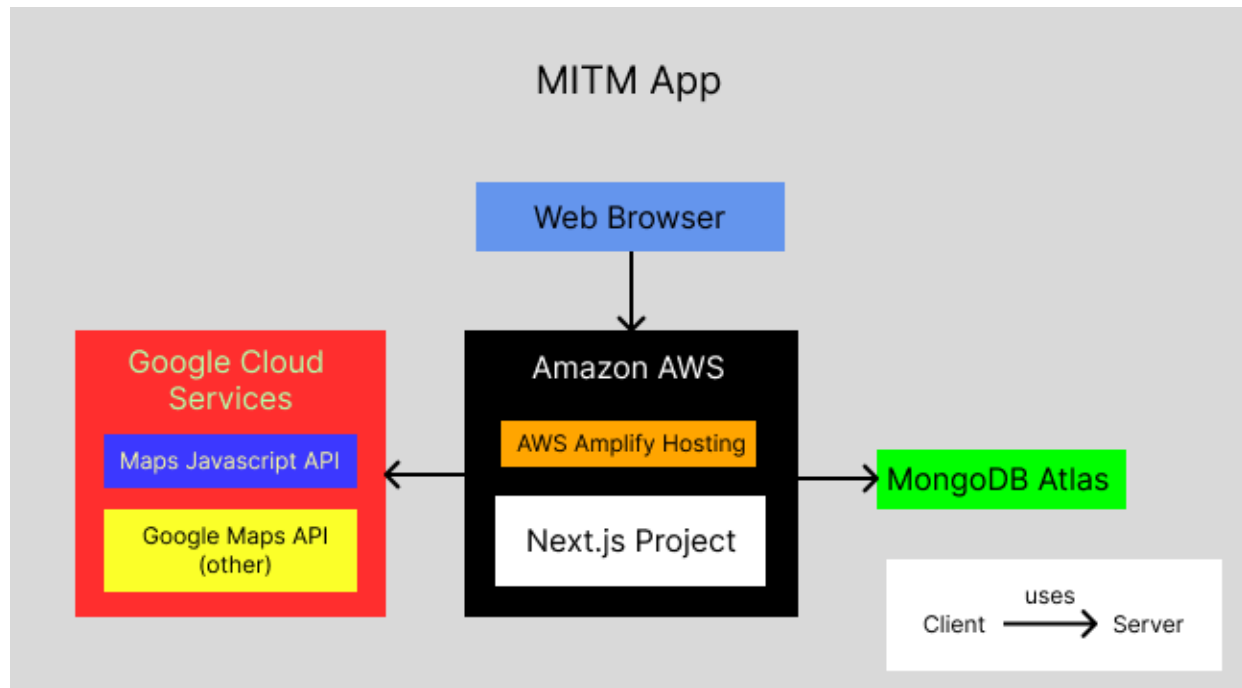 MITM App
Web Browser
Google Cloud
Services
Maps Javascript API
Google Maps API
(other)
Amazon AWS
AWS Amplify Hosting
Next.js Project
MongoDB Atlas
uses
Client
Server